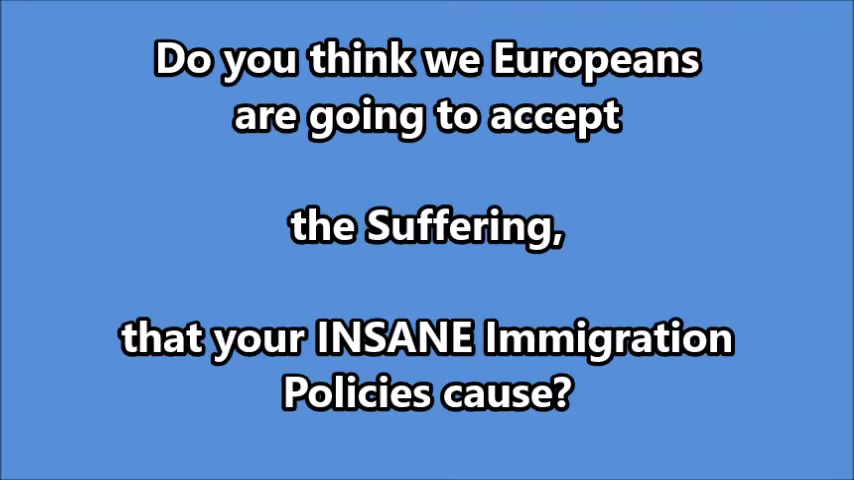 Do you think we Europeans
are going to accept
the Suffering,
that your INSANE Immigration
Policies cause?